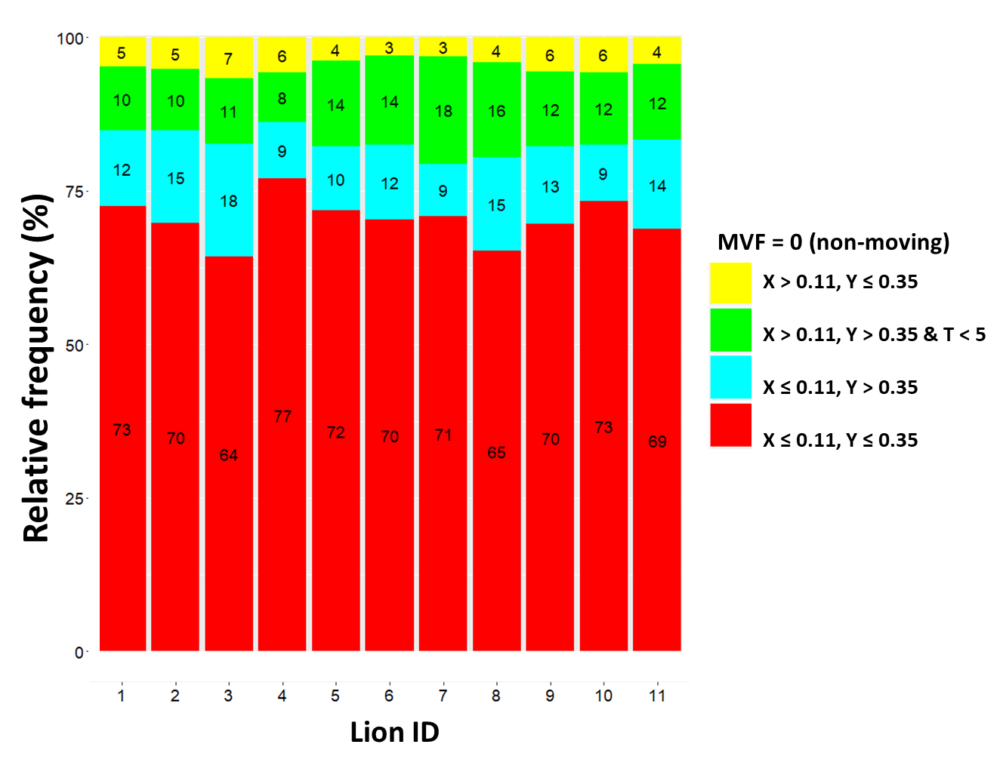 100
75
50
25
0
Relative frequency (%)
5 5 7 6 4 3 3 4 6 6 4
10 10 11 8 14 14 18 16 12 12 12
12 15 18 9 10 12 9 15 13 9 14
73 70 64 77 72 70 71 65 70 73 69
1 2 3 4 5 6 7 8 9 10 11
Lion ID
MVF = 0 (non-moving)
X > 0.11, Y ≤ 0.35
X > 0.11, Y > 0.35 & T < 5
X ≤ 0.11, Y > 0.35
X ≤ 0.11, Y ≤ 0.35